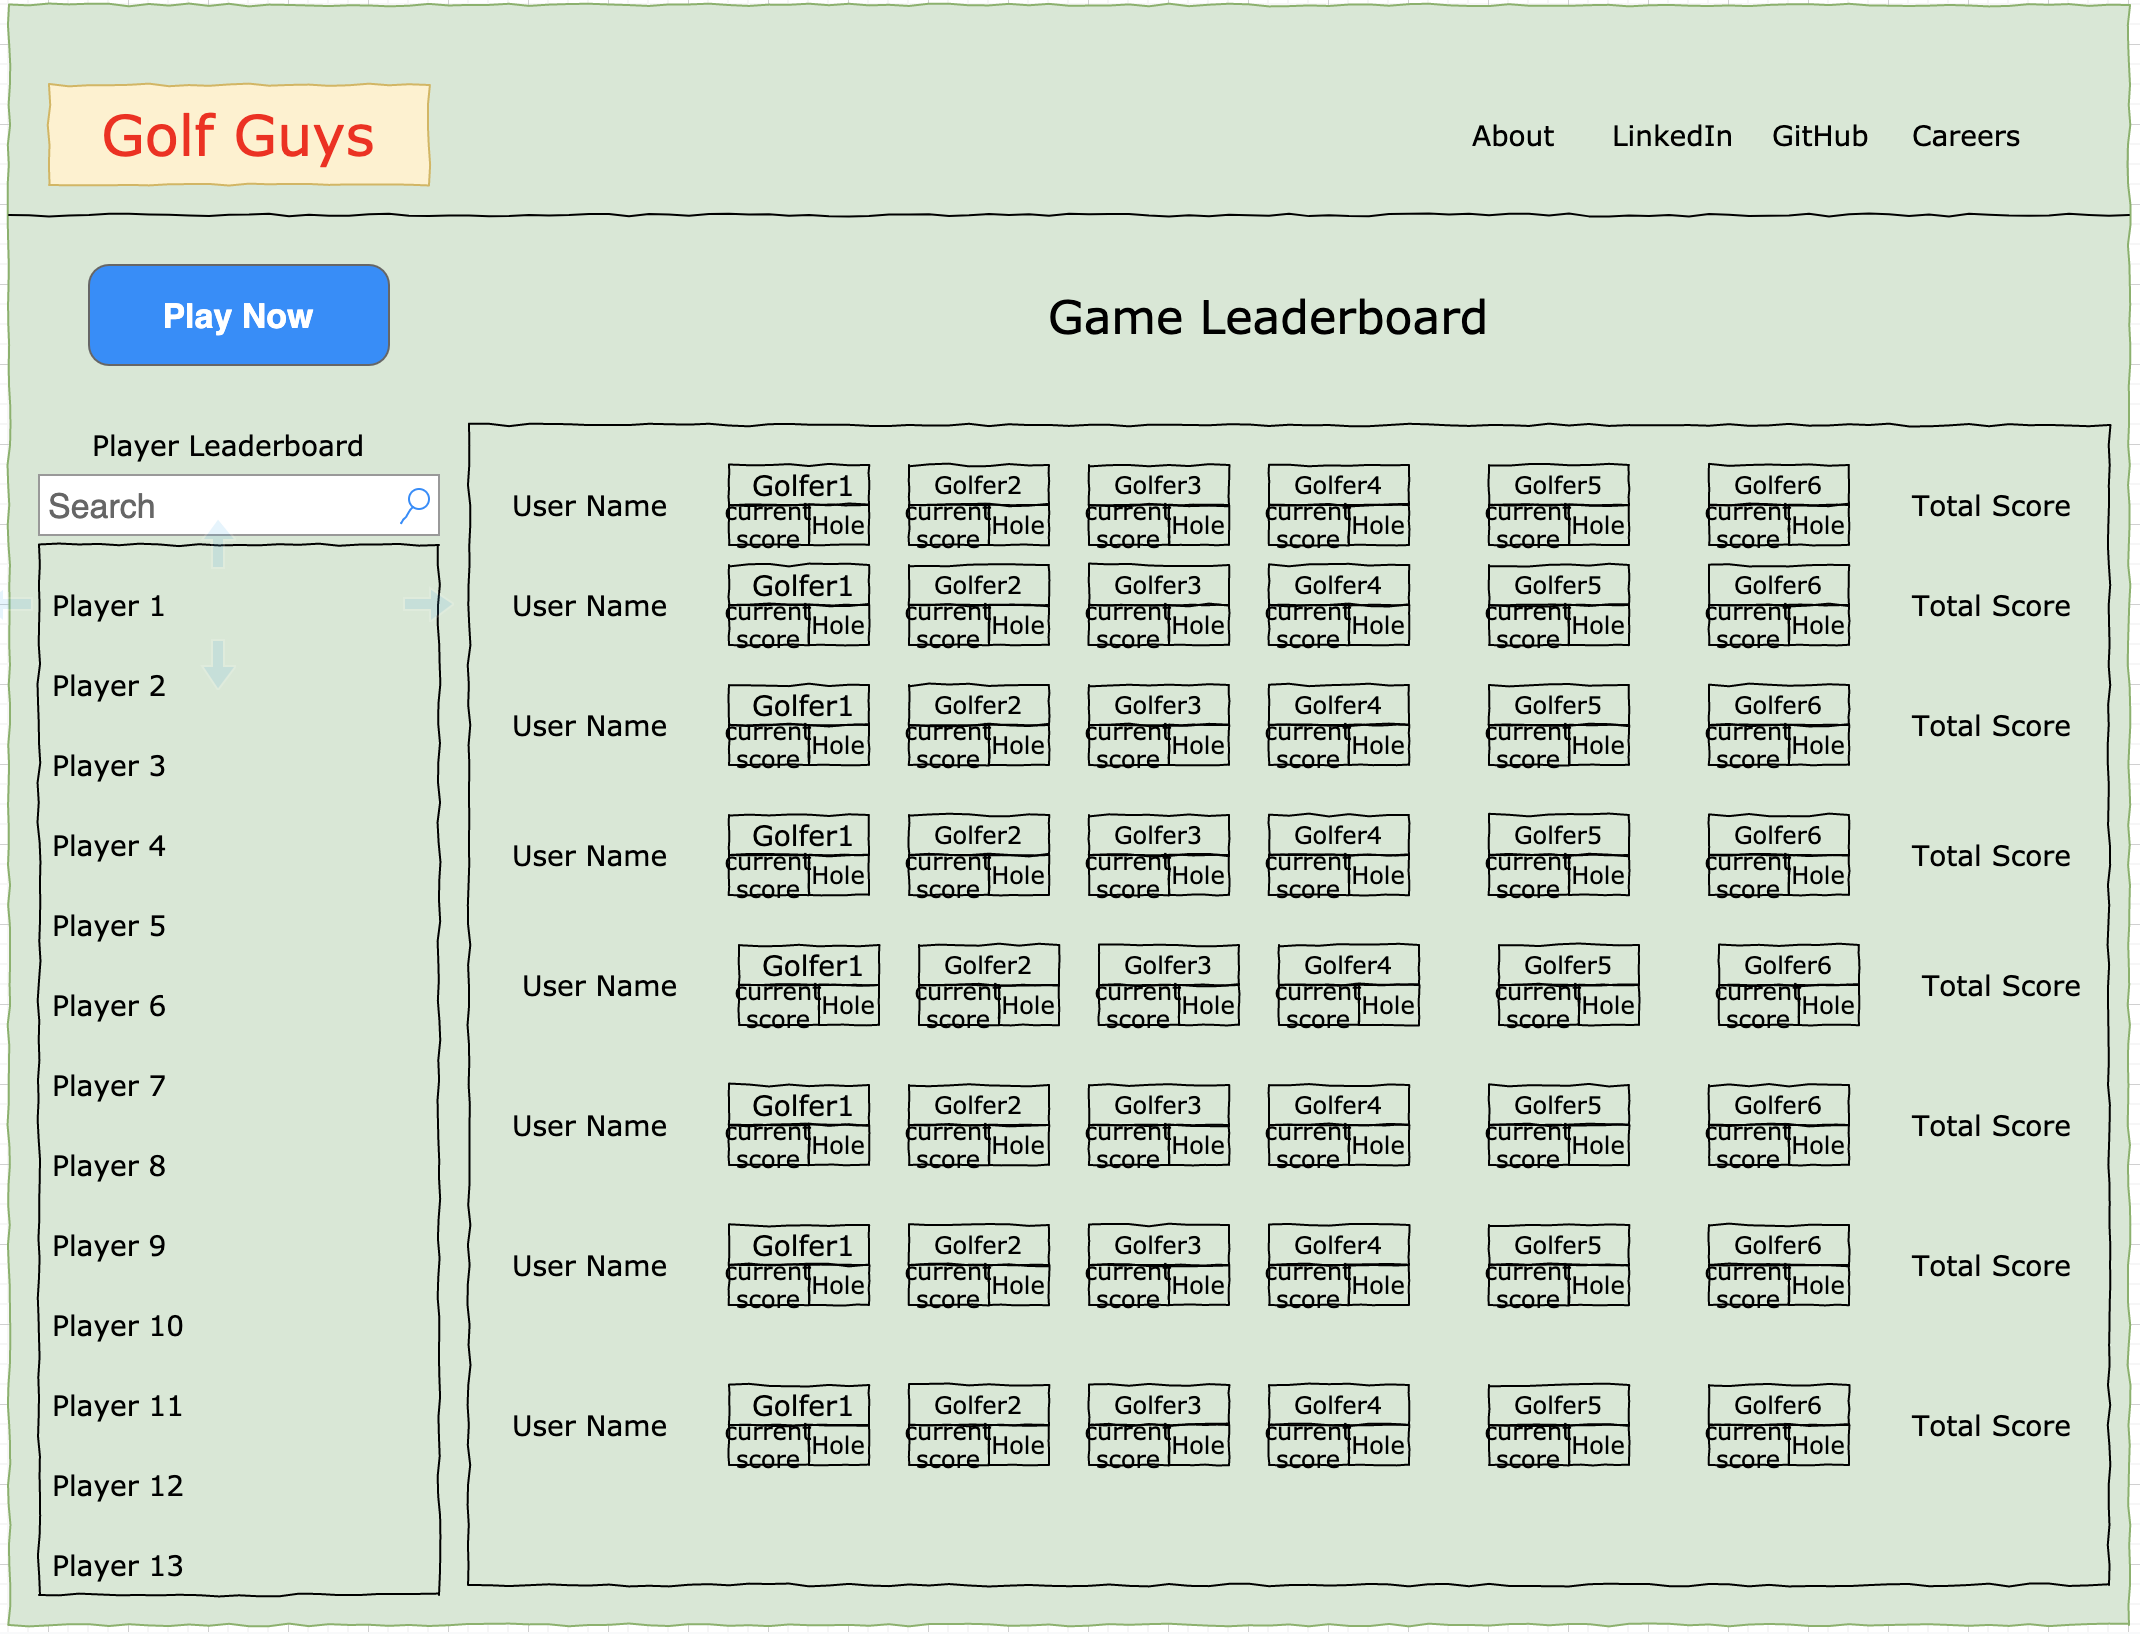 Golf Guys
About LinkedIn GitHub Careers
Play Now
Game Leaderboard
Player Leaderboard
Search
Player 1
Player 2
Player 3
Player 4
Player 5
Player 6
Player 7
Player 8
Player 9
Player 10
Player 11
Player 12
Player 13
User Name Golfer1 Golfer2 Golfer3 Golfer4 Golfer5 Golfer6 Total Score
current score Hole current score Hole current score Hole current score Hole current score Hole current score Hole
User Name Golfer1 Golfer2 Golfer3 Golfer4 Golfer5 Golfer6 Total Score
current score Hole current score Hole current score Hole current score Hole current score Hole current score Hole
User Name Golfer1 Golfer2 Golfer3 Golfer4 Golfer5 Golfer6 Total Score
current score Hole current score Hole current score Hole current score Hole current score Hole current score Hole
User Name Golfer1 Golfer2 Golfer3 Golfer4 Golfer5 Golfer6 Total Score
current score Hole current score Hole current score Hole current score Hole current score Hole current score Hole
User Name Golfer1 Golfer2 Golfer3 Golfer4 Golfer5 Golfer6 Total Score
current score Hole current score Hole current score Hole current score Hole current score Hole current score Hole
User Name Golfer1 Golfer2 Golfer3 Golfer4 Golfer5 Golfer6 Total Score
current score Hole current score Hole current score Hole current score Hole current score Hole current score Hole
User Name Golfer1 Golfer2 Golfer3 Golfer4 Golfer5 Golfer6 Total Score
current score Hole current score Hole current score Hole current score Hole current score Hole current score Hole
User Name Golfer1 Golfer2 Golfer3 Golfer4 Golfer5 Golfer6 Total Score
current score Hole current score Hole current score Hole current score Hole current score Hole current score Hole